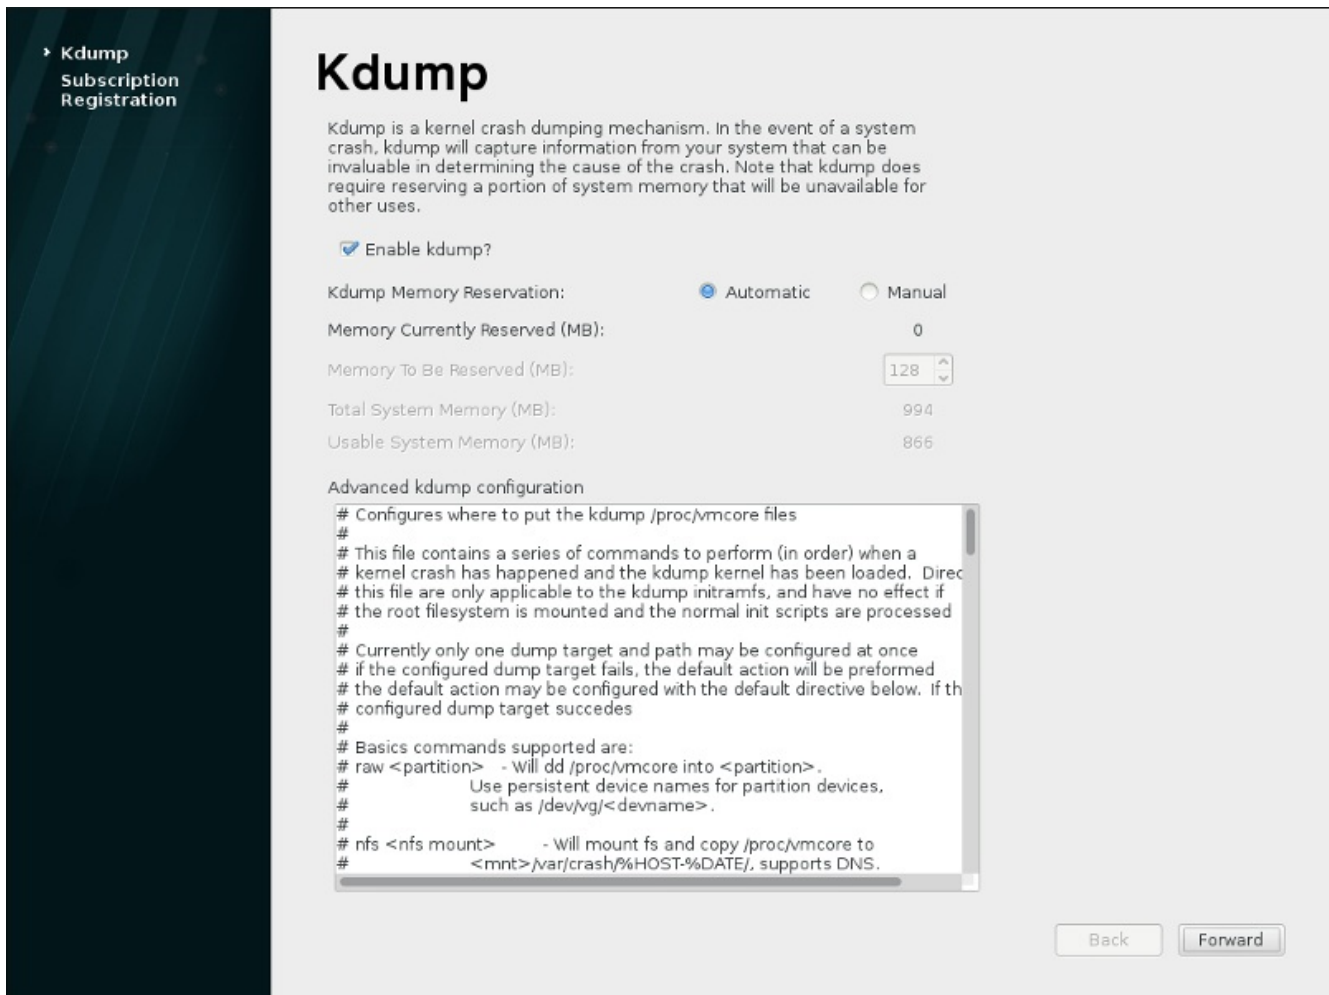 Kdump
Subscription
Registration
Kdump
Kdump is a kernel crash dumping mechanism. In the event of a system
crash, kdump will capture information from your system that can be
invaluable in determining the cause of the crash. Note that kdump does
require reserving a portion of system memory that will be unavailable for
other uses.
Enable kdump?
Kdump Memory Reservation: Automatic Manual
Memory Currently Reserved (MB): 0
Memory To Be Reserved (MB): 128
Total System Memory (MB): 994
Usable System Memory (MB): 866
Advanced kdump configuration
# Configures where to put the kdump /proc/vmcore files
#
# This file contains a series of commands to perform (in order) when a
# kernel crash has happened and the kdump kernel has been loaded. Direc
# this file are only applicable to the kdump initramfs, and have no effect if
# the root filesystem is mounted and the normal init scripts are processed
#
# Currently only one dump target and path may be configured at once
# if the configured dump target fails, the default action will be preformed
# the default action may be configured with the default directive below. If th
# configured dump target succedes
#
# Basics commands supported are:
# raw <partition> - Will dd /proc/vmcore into <partition>.
# Use persistent device names for partition devices,
# such as /dev/vg/<devname>.
#
# nfs <nfs mount> - Will mount fs and copy /proc/vmcore to
# <mnt>/var/crash/%HOST-%DATE/, supports DNS.
Back Forward